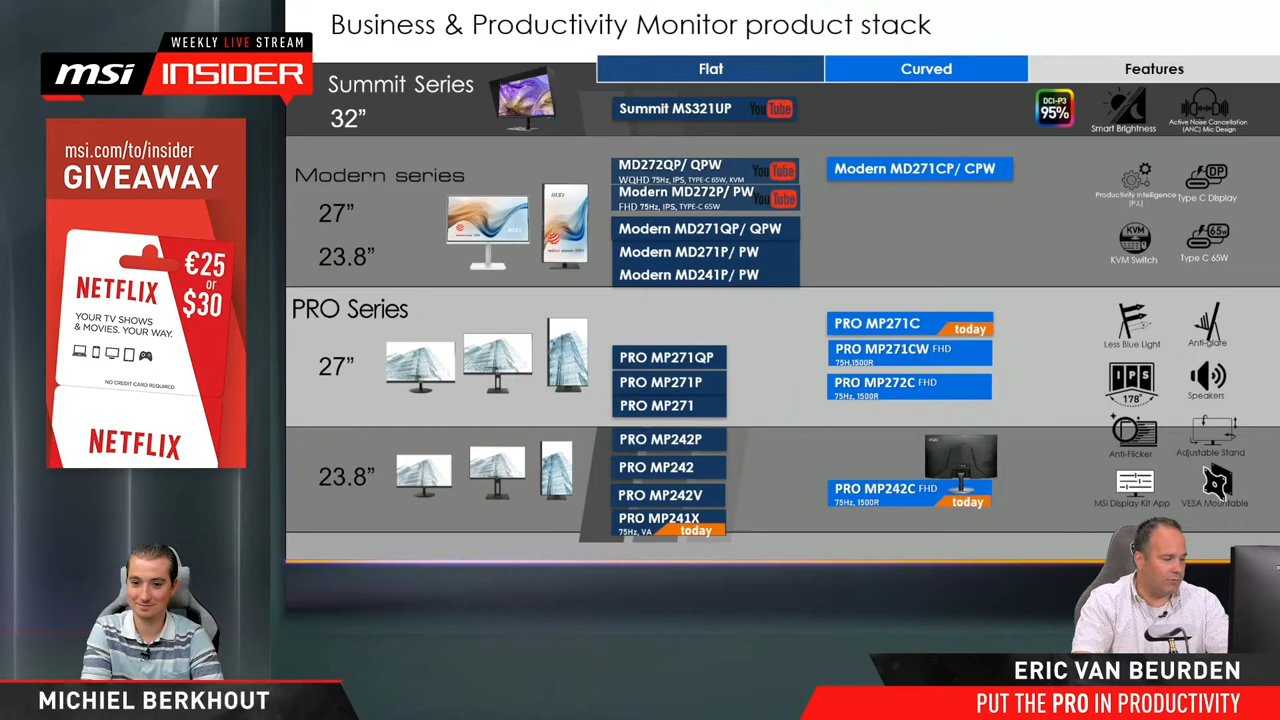 Business & Productivity Monitor product stack
WEEKLY LIVE STREAM
msi INSIDER
msi.com/to/insider
GIVEAWAY
€25
or
$30
NETFLIX
YOUR TV SHOWS
& MOVIES. YOUR WAY.
NO CREDIT CARD REQUIRED
NETFLIX
Flat
Curved
Features
Summit Series
32”
Summit MS321UP
YouTube
DCI-P3
95%
Smart Brightness
Active Noise Cancellation
(ANC) Mic Design
Modern series
27”
23.8”
MD272QP/ QPW
WQHD 75Hz, IPS, TYPE-C 65W, KVM
YouTube
Modern MD272P/ PW
FHD 75Hz, IPS, TYPE-C 65W
YouTube
Modern MD271QP/ QPW
Modern MD271P/ PW
Modern MD241P/ PW
Modern MD271CP/ CPW
Productivity Intelligence
(P.I.)
DP
Type C Display
KVM
KVM Switch
65w
Type C 65W
PRO Series
27”
PRO MP271QP
PRO MP271P
PRO MP271
PRO MP271C
today
PRO MP271CW FHD
75H,1500R
PRO MP272C FHD
75Hz, 1500R
Less Blue Light
Anti-glare
IPS
178°
Speakers
23.8”
PRO MP242P
PRO MP242
PRO MP242V
PRO MP241X
75Hz, VA
today
PRO MP242C FHD
75Hz, 1500R
today
Anti-Flicker
Adjustable Stand
MSI Display Kit App
VESA Mountable
MICHIEL BERKHOUT
ERIC VAN BEURDEN
PUT THE PRO IN PRODUCTIVITY